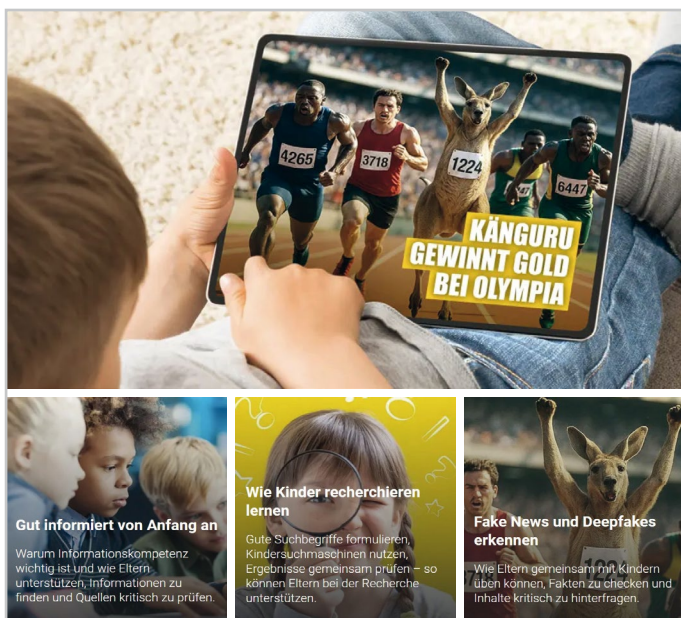 4265
3718
1224
47
6447
KÄNGURU
GEWINNT GOLD
BEI OLYMPIA
Gut informiert von Anfang an
Warum Informationskompetenz
wichtig ist und wie Eltern
unterstützen, Informationen zu
finden und Quellen kritisch zu prüfen.
Wie Kinder recherchieren
lernen
Gute Suchbegriffe formulieren,
Kindersuchmaschinen nutzen,
Ergebnisse gemeinsam prüfen – so
können Eltern bei der Recherche
unterstützen.
Fake News und Deepfakes
erkennen
Wie Eltern gemeinsam mit Kindern
üben können, Fakten zu checken und
Inhalte kritisch zu hinterfragen.